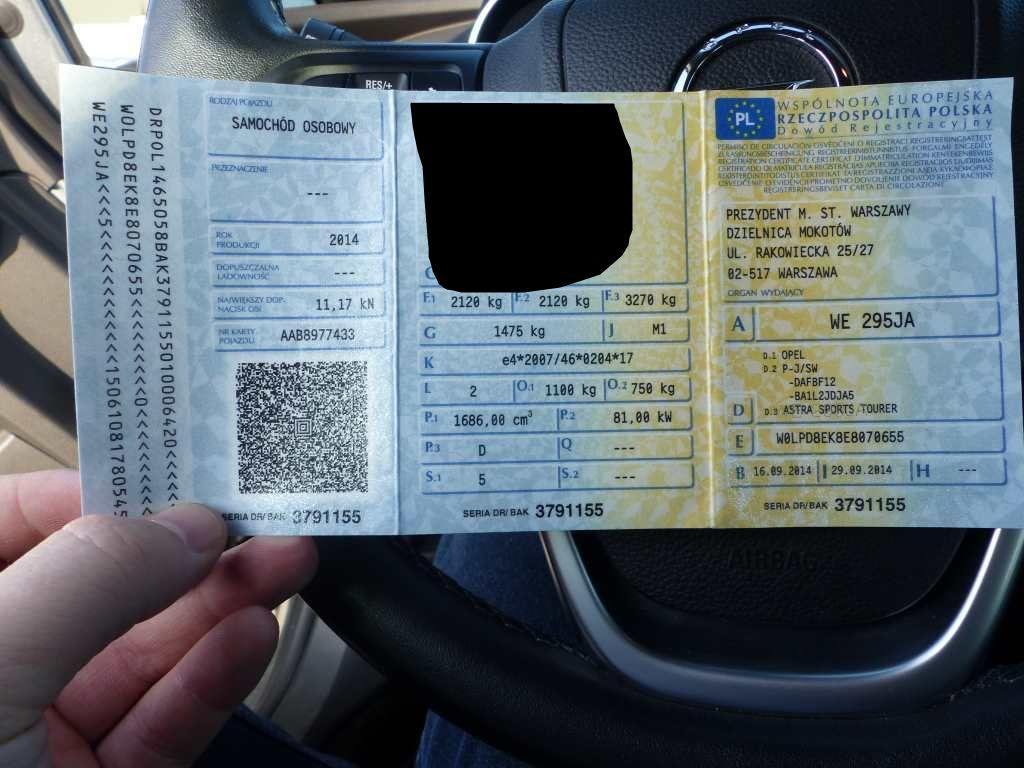 RES/+
DRPOL1465058BAK3791155010006420<<<<
W0LPD8EK8E8070655<<<<<<<0<<<<<<
WE295JA<<<5<<<<<<<<<15061081780545
RODZAJ POJAZDU
SAMOCHÓD OSOBOWY
PRZEZNACZENIE
---
ROK PRODUKCJI
2014
DOPUSZCZALNA ŁADOWNOŚĆ
---
NAJWIĘKSZY DOP. NACISK OSI
11,17 kN
NR KARTY POJAZDU
AAB8977433
SERIA DR/BAK 3791155
C
F.1 2120 kg F.2 2120 kg F.3 3270 kg
G 1475 kg J M1
K e4*2007/46*0204*17
L 2 O.1 1100 kg O.2 750 kg
P.1 1686,00 cm³ P.2 81,00 kW
P.3 D Q ---
S.1 5 S.2 ---
SERIA DR/BAK 3791155
PL
WSPÓLNOTA EUROPEJSKA
RZECZPOSPOLITA POLSKA
Dowód Rejestracyjny
PREZYDENT M. ST. WARSZAWY
DZIELNICA MOKOTÓW
UL. RAKOWIECKA 25/27
02-517 WARSZAWA
ORGAN WYDAJĄCY
A WE 295JA
D
D.1 OPEL
D.2 P-J/SW
-DAFBF12
-BA1L2JDJA5
D.3 ASTRA SPORTS TOURER
E W0LPD8EK8E8070655
B 16.09.2014 I 29.09.2014 H ---
SERIA DR/BAK 3791155
AIRBAG